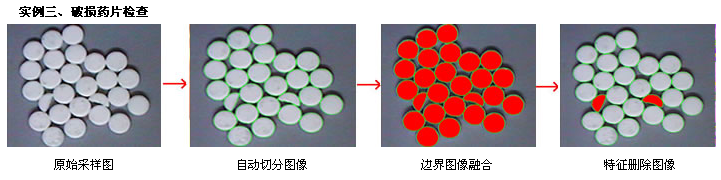 实例三、破损药片检查
原始采样图
自动切分图像
边界图像融合
特征删除图像